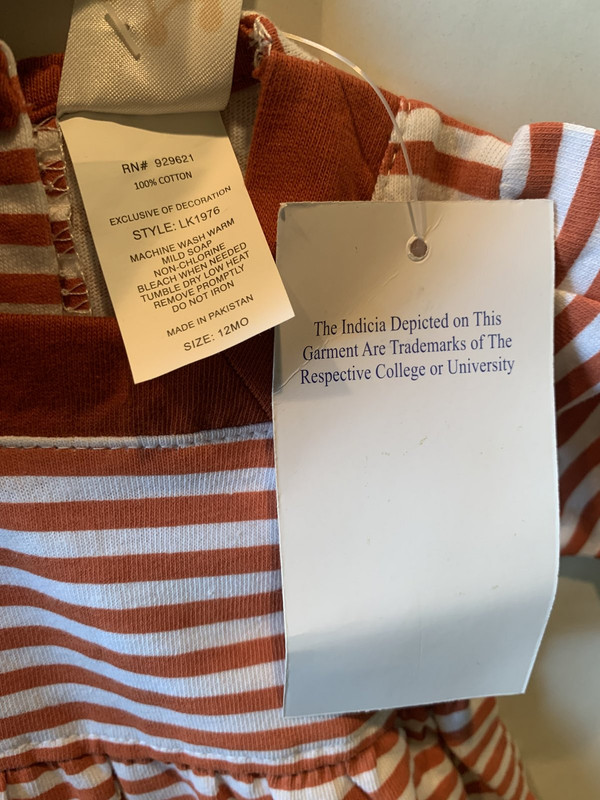 RN# 929621
100% COTTON
EXCLUSIVE OF DECORATION
STYLE: LK1976
MACHINE WASH WARM
MILD SOAP
NON-CHLORINE
BLEACH WHEN NEEDED
TUMBLE DRY LOW HEAT
REMOVE PROMPTLY
DO NOT IRON
MADE IN PAKISTAN
SIZE: 12MO
The Indicia Depicted on This
Garment Are Trademarks of The
Respective College or University